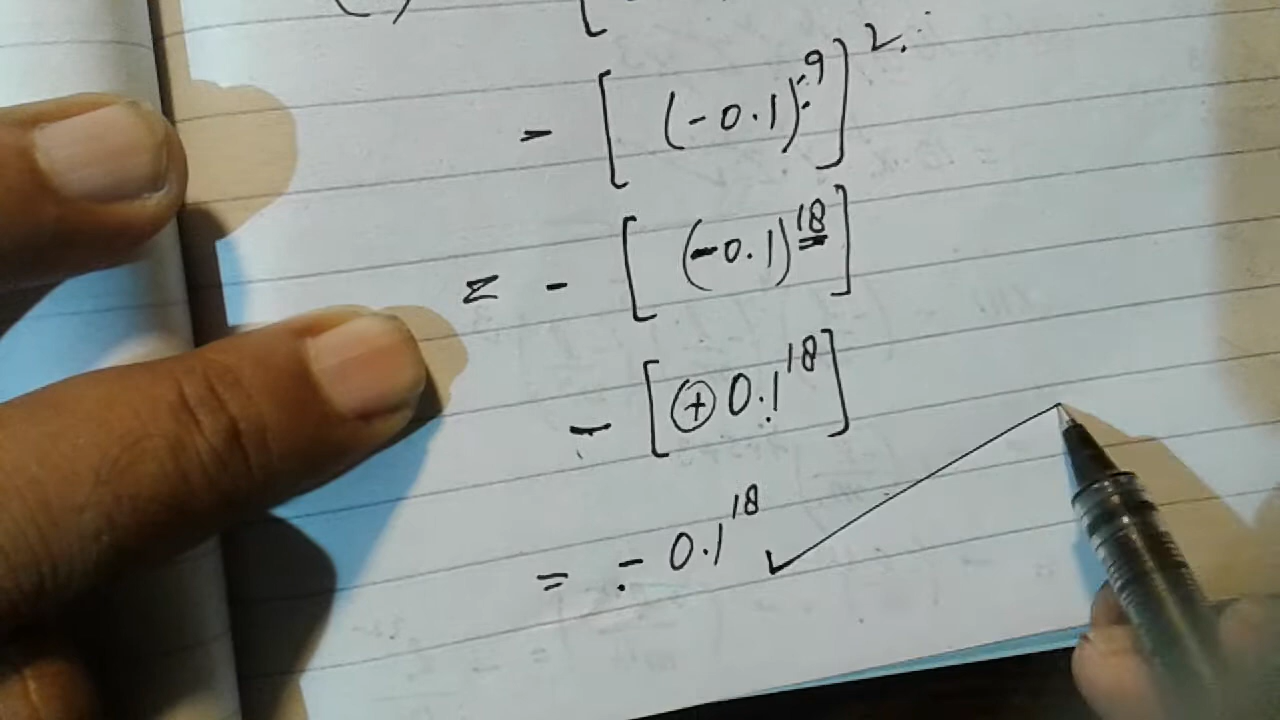 - [ (-0.1)^9 ]^2.
= - [ (-0.1)^18 ]
- [ ⊕ 0.1^18 ]
= - 0.1^18 ✓